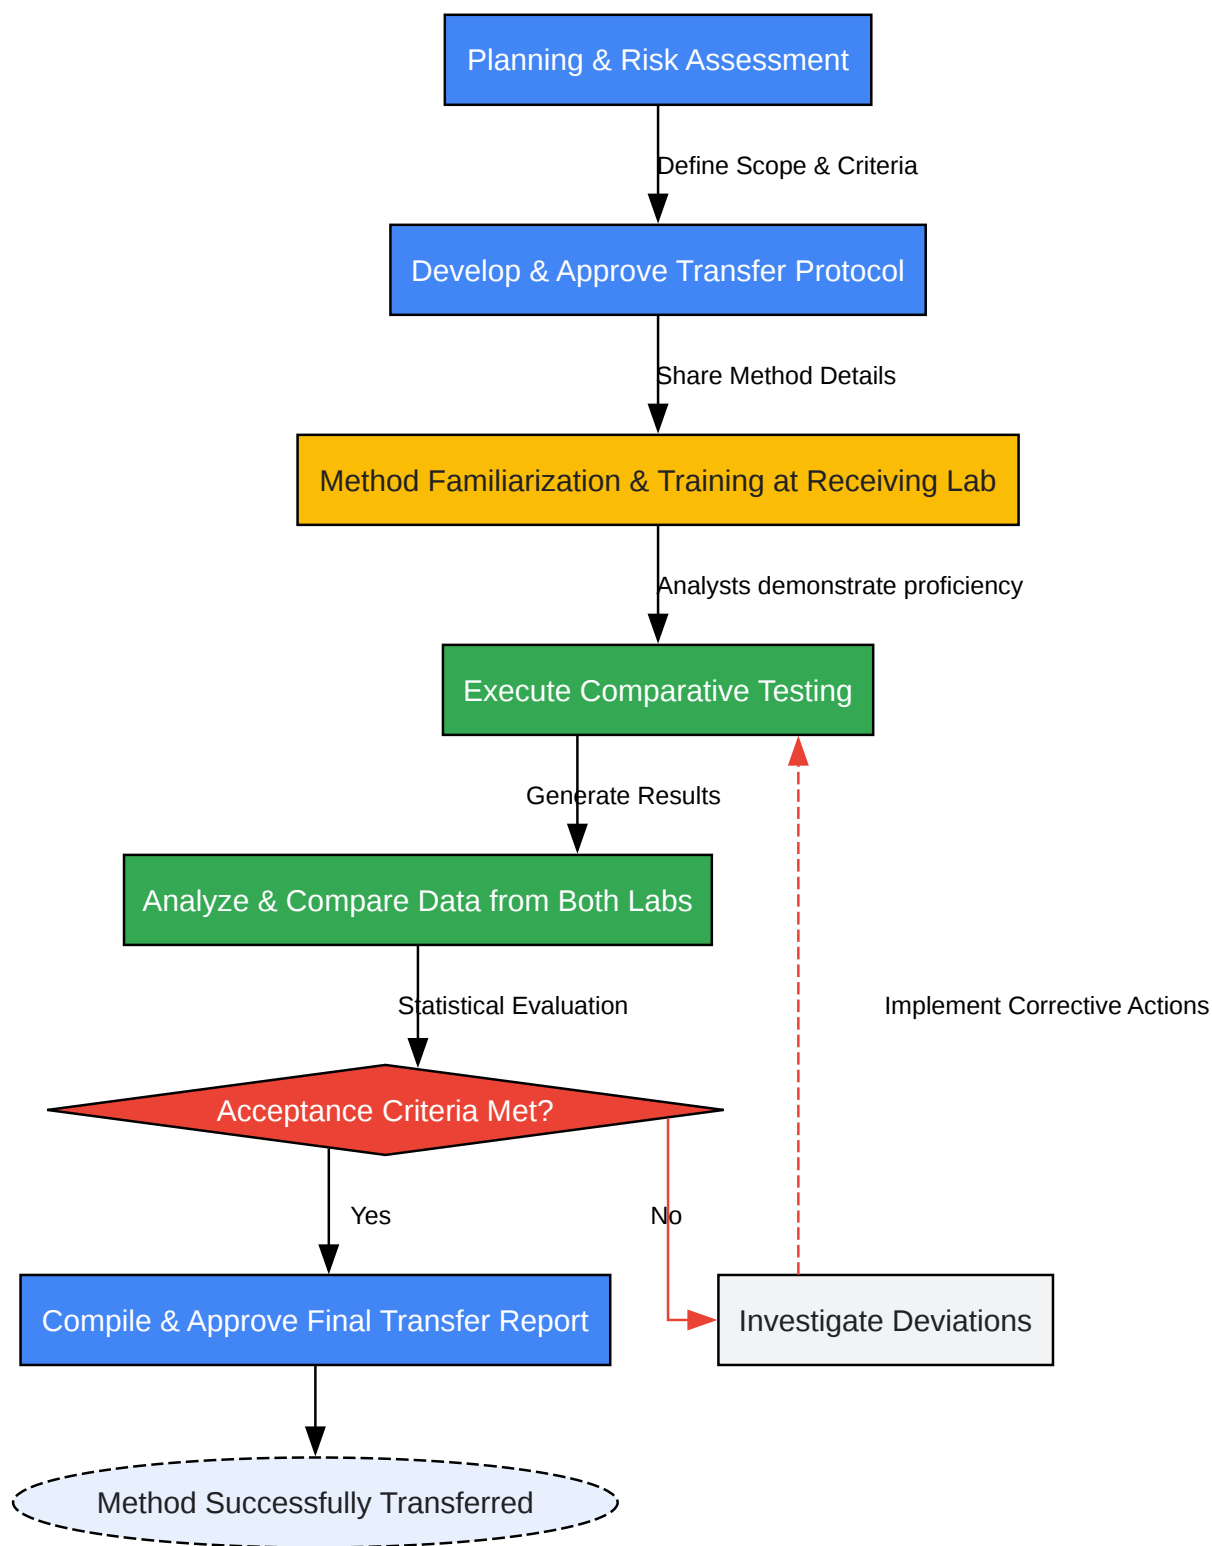 Planning & Risk Assessment
Define Scope & Criteria
Develop & Approve Transfer Protocol
Share Method Details
Method Familiarization & Training at Receiving Lab
Analysts demonstrate proficiency
Execute Comparative Testing
Generate Results
Analyze & Compare Data from Both Labs
Statistical Evaluation
Implement Corrective Actions
Acceptance Criteria Met?
Yes
No
Compile & Approve Final Transfer Report
Investigate Deviations
Method Successfully Transferred